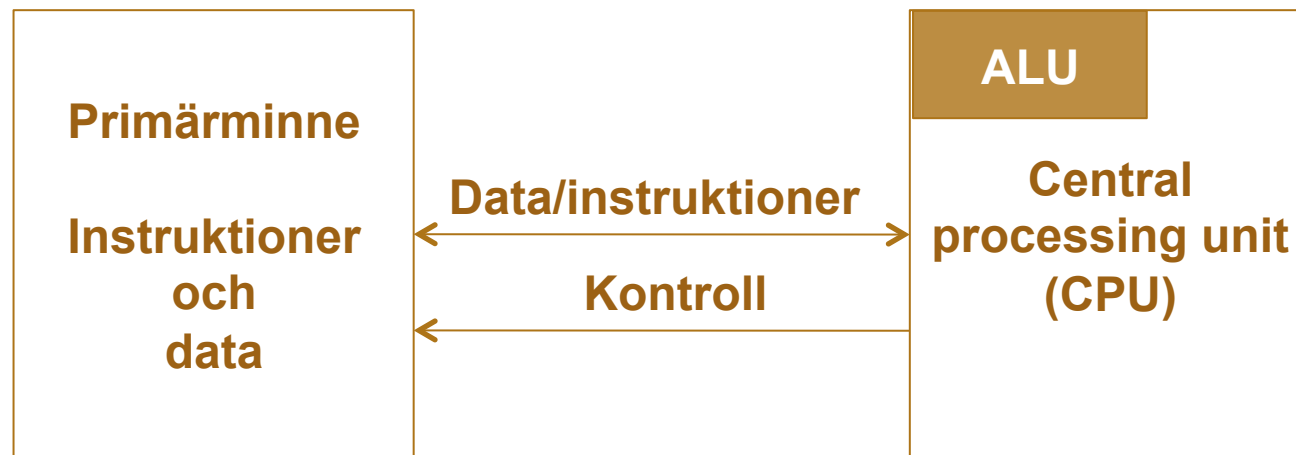 Primärminne
Instruktioner
och
data
Data/instruktioner
Kontroll
ALU
Central
processing unit
(CPU)